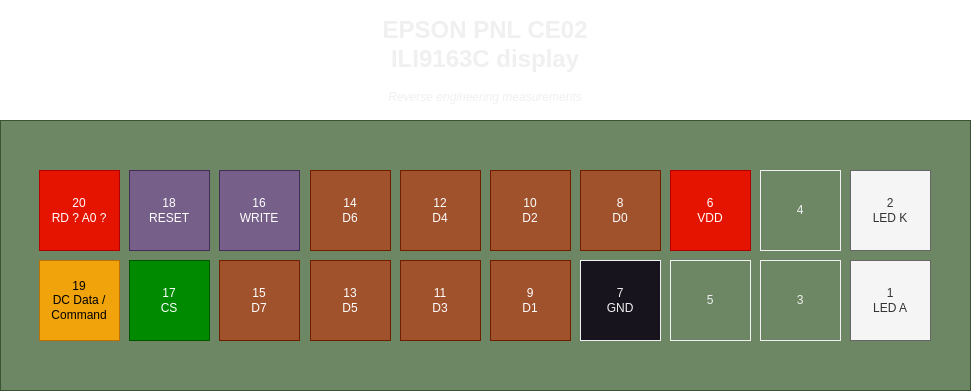 EPSON PNL CE02
ILI9163C display
Reverse engineering measurements
20
RD ? A0 ?
18
RESET
16
WRITE
14
D6
12
D4
10
D2
8
D0
6
VDD
4
2
LED K
19
DC Data /
Command
17
CS
15
D7
13
D5
11
D3
9
D1
7
GND
5
3
1
LED A